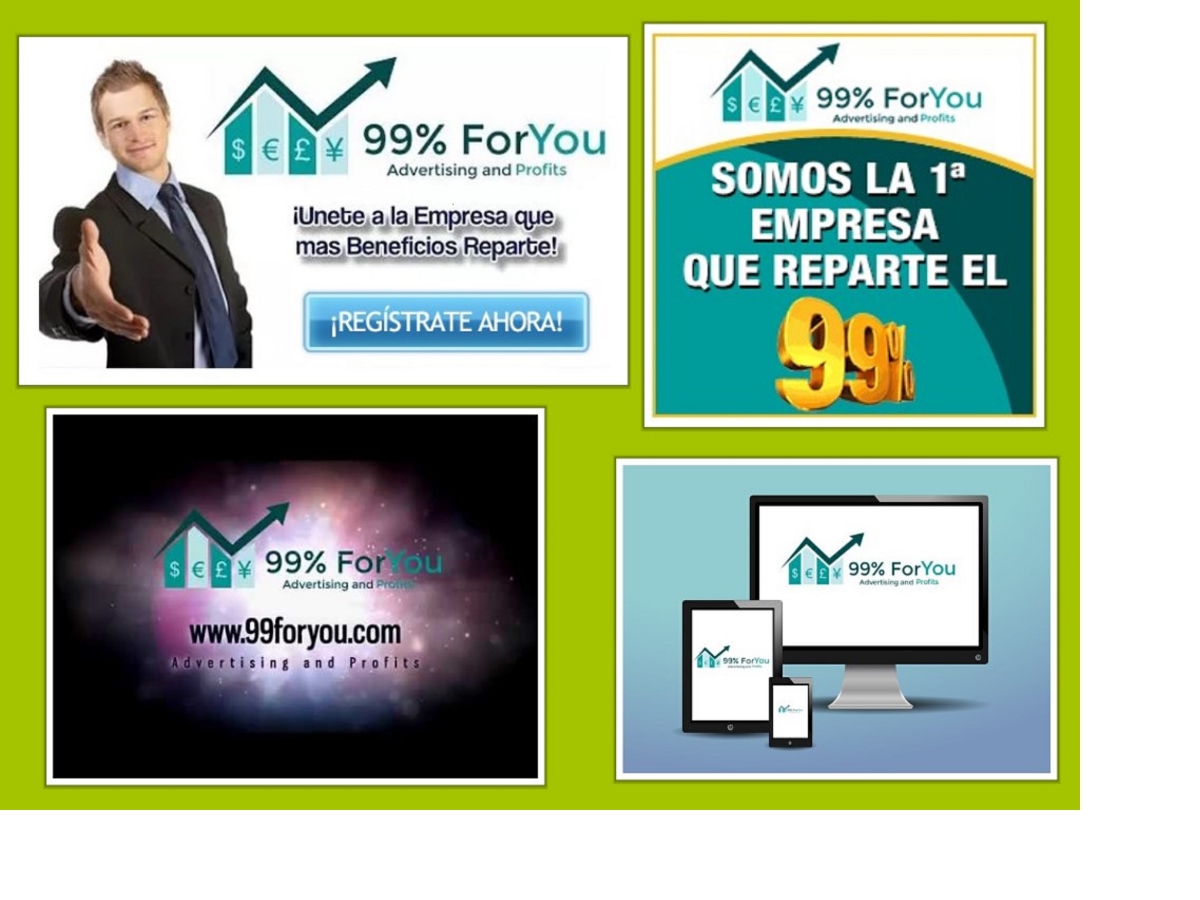 $ € £ ¥
99% ForYou
Advertising and Profits
¡Unete a la Empresa que
mas Beneficios Reparte!
¡REGÍSTRATE AHORA!
$ € £ ¥
99% ForYou
Advertising and Profits
SOMOS LA 1ª
EMPRESA
QUE REPARTE EL
99%
$ € £ ¥
99% ForYou
Advertising and Profits
www.99foryou.com
Advertising and Profits
$ € £ ¥
99% ForYou
Advertising and Profits
99% ForYou